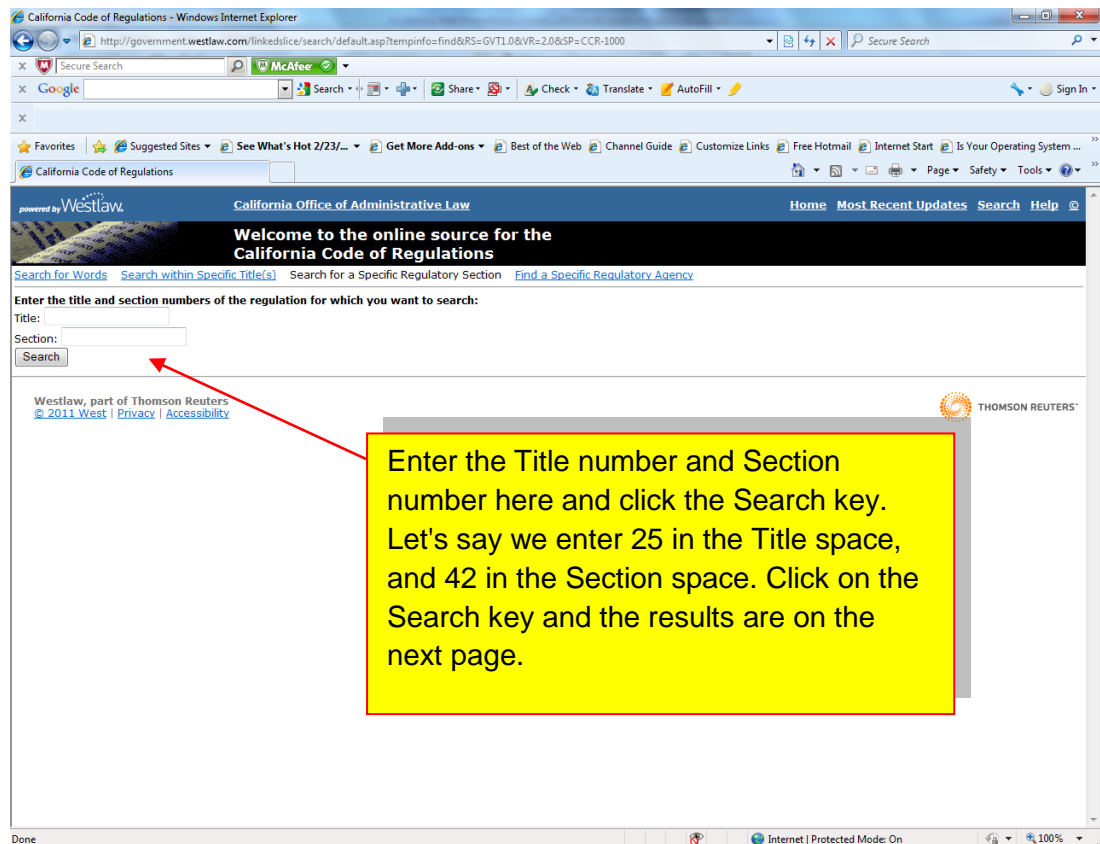 California Code of Regulations - Windows Internet Explorer
http://government.westlaw.com/linkedslice/search/default.asp?tempinfo=find&RS=GVT1.0&VR=2.0&SP=CCR-1000 Secure Search
x Secure Search McAfee
x Google Search Share Check Translate AutoFill Sign In
x
Favorites Suggested Sites See What's Hot 2/23/... Get More Add-ons Best of the Web Channel Guide Customize Links Free Hotmail Internet Start Is Your Operating System ...
California Code of Regulations Page Safety Tools
powered by Westlaw. California Office of Administrative Law Home Most Recent Updates Search Help ©
Welcome to the online source for the
California Code of Regulations
Search for Words Search within Specific Title(s) Search for a Specific Regulatory Section Find a Specific Regulatory Agency
Enter the title and section numbers of the regulation for which you want to search:
Title:
Section:
Search
Westlaw, part of Thomson Reuters
© 2011 West | Privacy | Accessibility
THOMSON REUTERS
Enter the Title number and Section
number here and click the Search key.
Let's say we enter 25 in the Title space,
and 42 in the Section space. Click on the
Search key and the results are on the
next page.
Done Internet | Protected Mode: On 100%